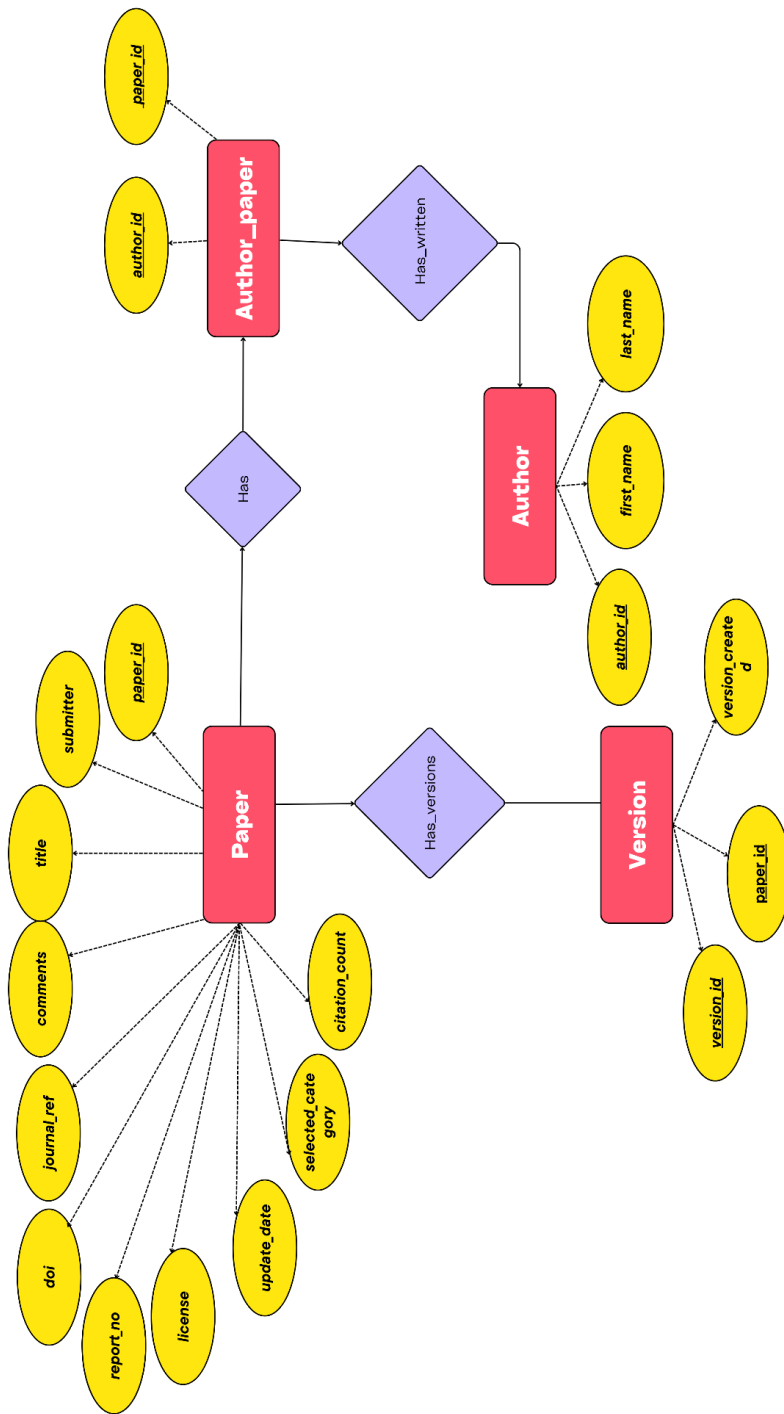 doi
journal_ref
comments
title
submitter
report_no
paper_id
author_id
paper_id
license
Paper
Has
Author_paper
update_date
selected_cate
gory
citation_count
Has_versions
Has_written
Author
author_id
first_name
last_name
Version
version_id
paper_id
version_create
d